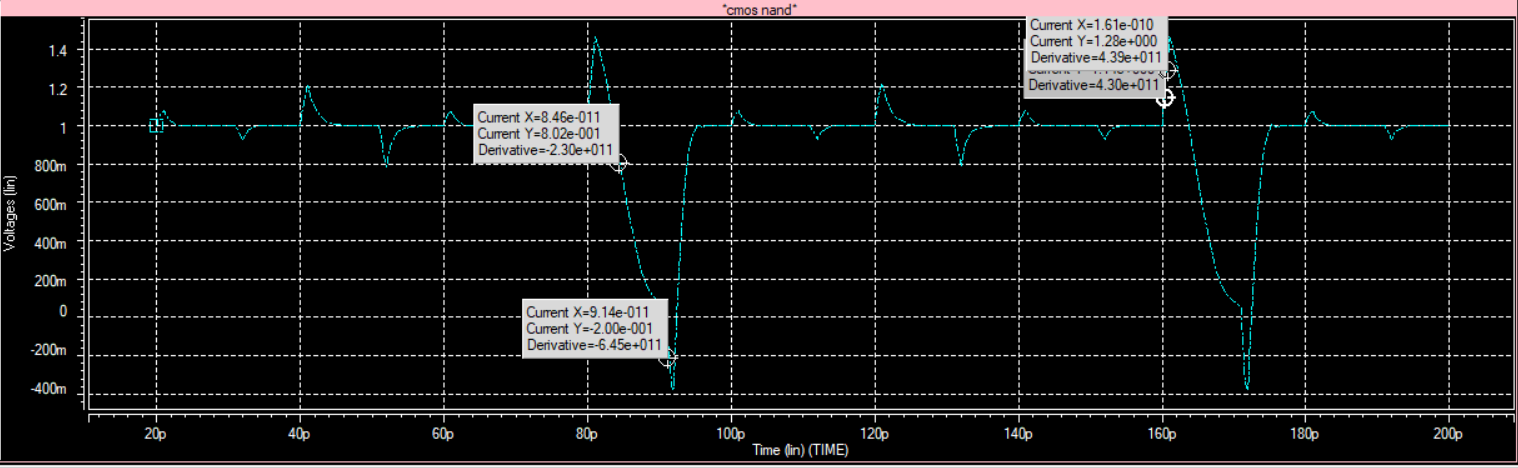 "cmos nand"
Voltages (lin)
1.4
1.2
1
800m
600m
400m
200m
0
-200m
-400m
Current X=8.46e-011
Current Y=8.02e-001
Derivative=-2.30e+011
Current X=9.14e-011
Current Y=-2.00e-001
Derivative=-6.45e+011
Current X=1.61e-010
Current Y=1.28e+000
Derivative=4.39e+011
Derivative=4.30e+011
20p 40p 60p 80p 100p 120p 140p 160p 180p 200p
Time (lin) (TIME)